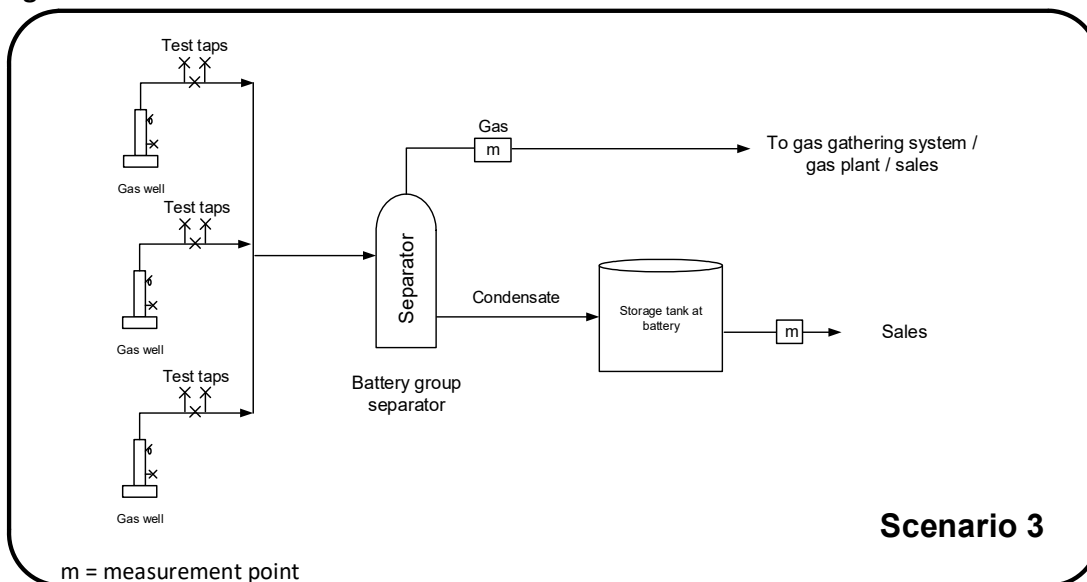 Test taps
Gas well
Test taps
Gas well
Test taps
Gas well
Gas
m
To gas gathering system /
gas plant / sales
Separator
Condensate
Battery group
separator
Storage tank at
battery
m
Sales
Scenario 3
m = measurement point